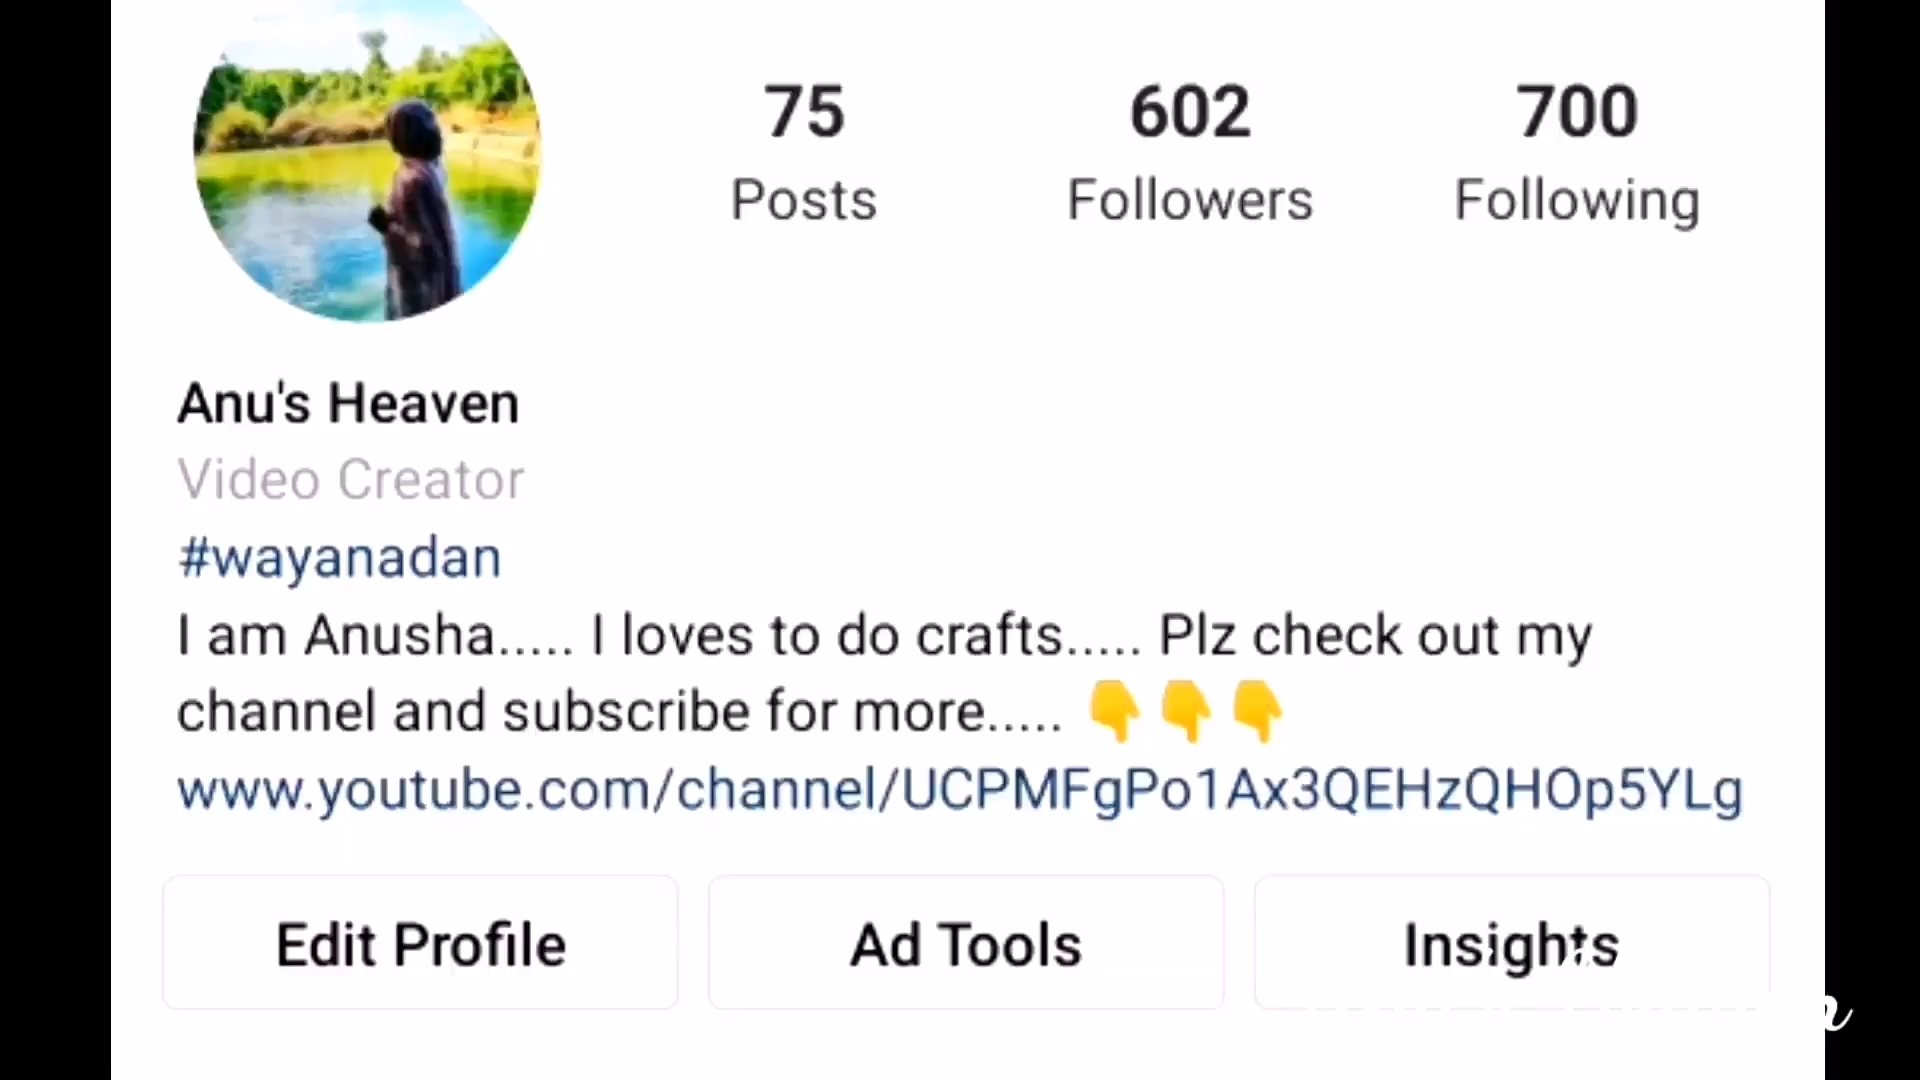 75 602 700
Posts Followers Following
Anu's Heaven
Video Creator
#wayanadan
I am Anusha..... I loves to do crafts..... Plz check out my
channel and subscribe for more..... 👇👇👇
www.youtube.com/channel/UCPMFgPo1Ax3QEHzQHOp5YLg
Edit Profile Ad Tools Insights